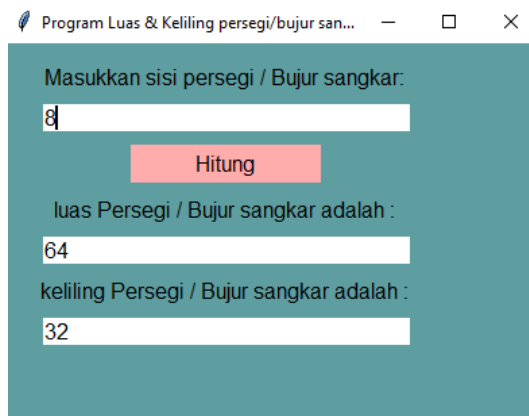 Program Luas & Keliling persegi/bujur san...
Masukkan sisi persegi / Bujur sangkar:
8
Hitung
luas Persegi / Bujur sangkar adalah :
64
keliling Persegi / Bujur sangkar adalah :
32